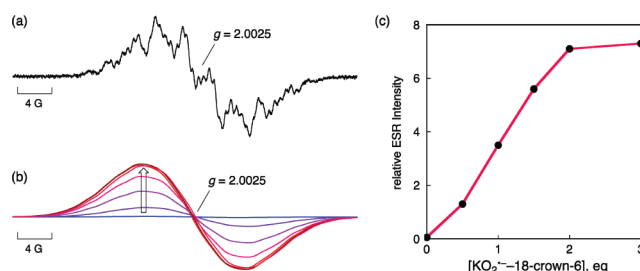 (a)
g = 2.0025
4 G
(b)
g = 2.0025
4 G
(c)
relative ESR Intensity
8
6
4
2
0
0
1
2
3
[KO2•−–18-crown-6], eq